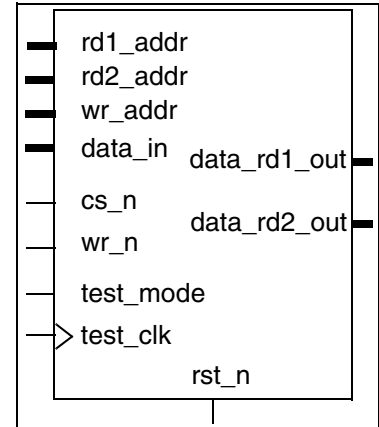 rd1_addr
rd2_addr
wr_addr
data_in
data_rd1_out
cs_n
data_rd2_out
wr_n
test_mode
test_clk
rst_n